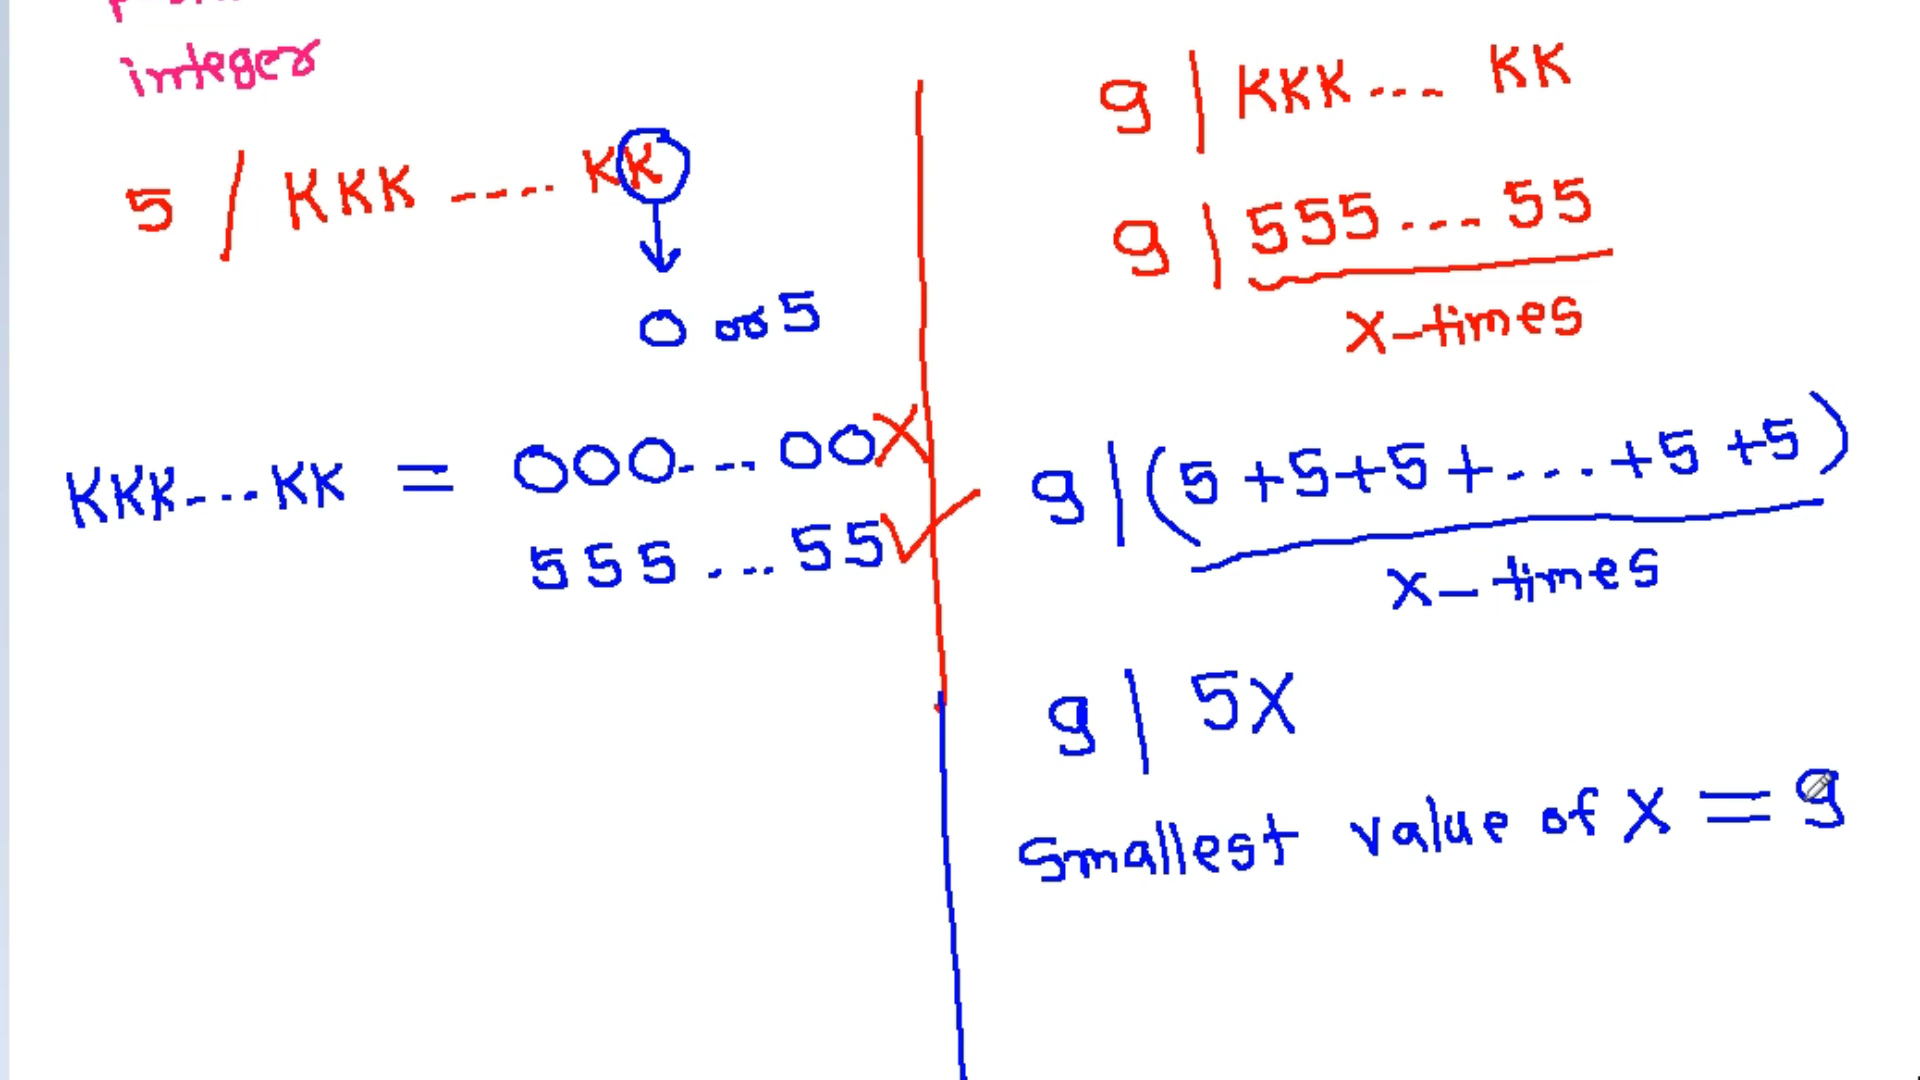 integer
5 / KKK .... KK
0 or 5
KKK...KK = 000...00
555...55
9 | KKK... KK
9 | 555...55
x-times
9 | (5+5+5+...+5+5)
x-times
9 | 5X
Smallest value of X = 9